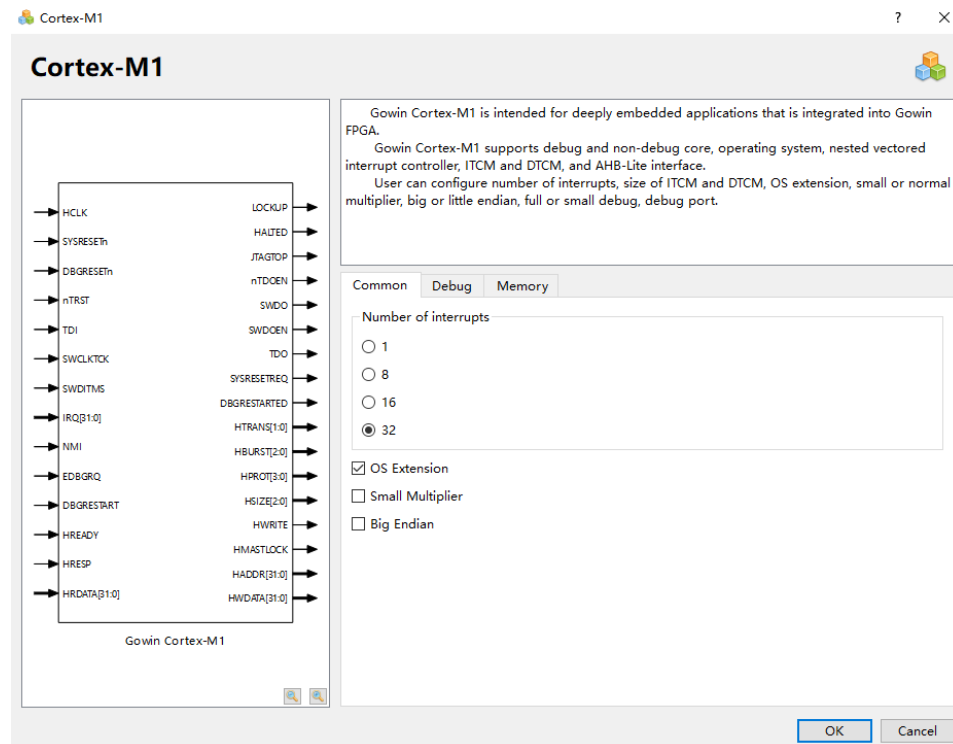 Cortex-M1
?
Cortex-M1
HCLK
SYSRESETn
DBGRESETn
nTRST
TDI
SWCLKTCK
SWDITMS
IRQ[31:0]
NMI
EDBGRQ
DBGRESTART
HREADY
HRESP
HRDATA[31:0]
LOCKUP
HALTED
JTAGTOP
nTDOEN
SWDO
SWDOEN
TDO
SYSRESETREQ
DBGRESTARTED
HTRANS[1:0]
HBURST[2:0]
HPROT[3:0]
HSIZE[2:0]
HWRITE
HMASTLOCK
HADDR[31:0]
HWDATA[31:0]
Gowin Cortex-M1
Gowin Cortex-M1 is intended for deeply embedded applications that is integrated into Gowin
FPGA.
Gowin Cortex-M1 supports debug and non-debug core, operating system, nested vectored
interrupt controller, ITCM and DTCM, and AHB-Lite interface.
User can configure number of interrupts, size of ITCM and DTCM, OS extension, small or normal
multiplier, big or little endian, full or small debug, debug port.
Common Debug Memory
Number of interrupts
1
8
16
32
OS Extension
Small Multiplier
Big Endian
OK Cancel